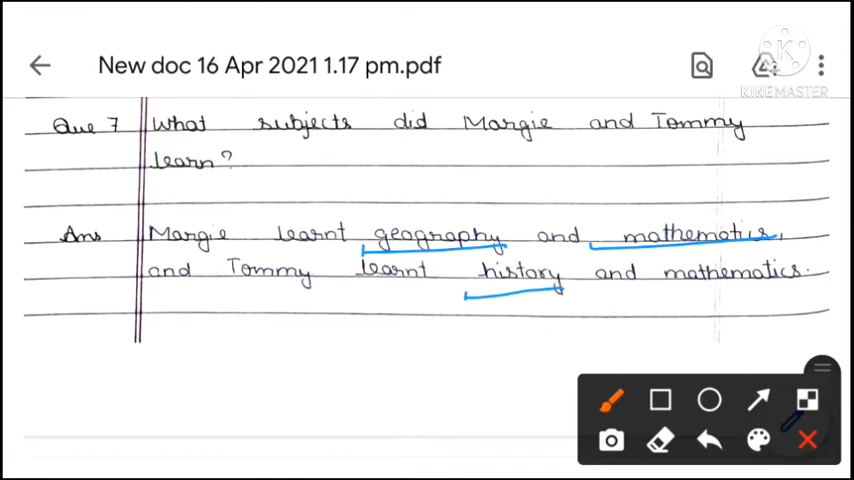 New doc 16 Apr 2021 1.17 pm.pdf
K
KINEMASTER
Que 7 What subjects did Margie and Tommy
learn?
Ans Margie learnt geography and mathematics,
and Tommy learnt history and mathematics.